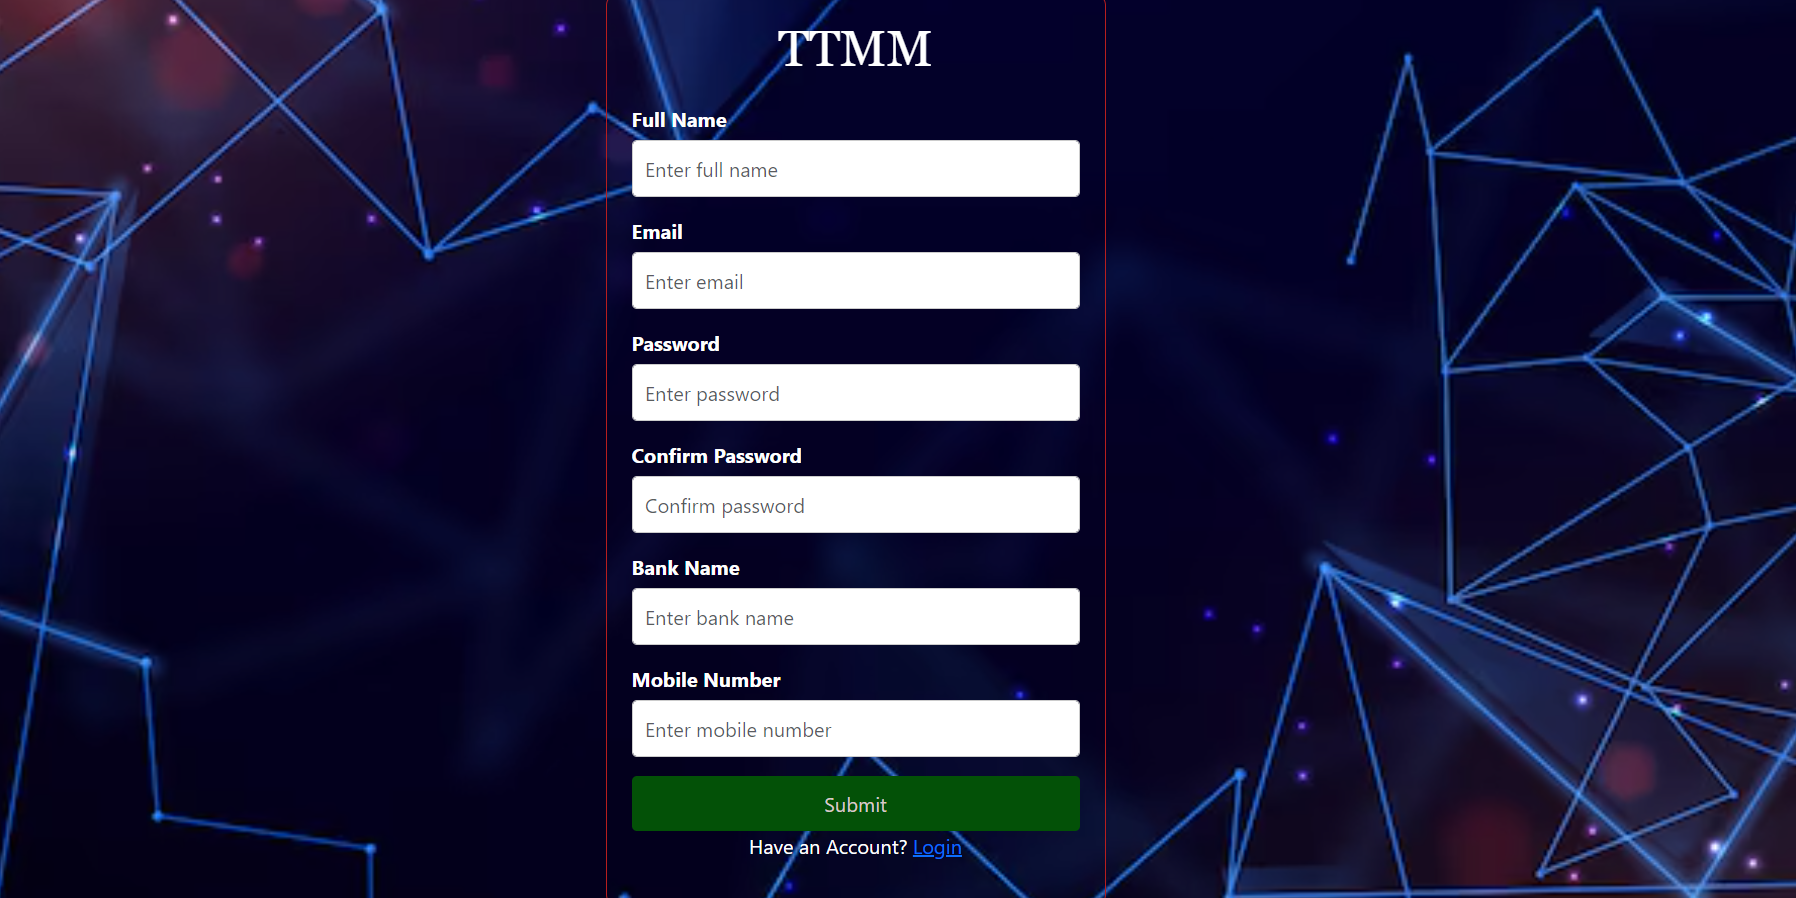 TTMM
Full Name
Enter full name
Email
Enter email
Password
Enter password
Confirm Password
Confirm password
Bank Name
Enter bank name
Mobile Number
Enter mobile number
Submit
Have an Account? Login